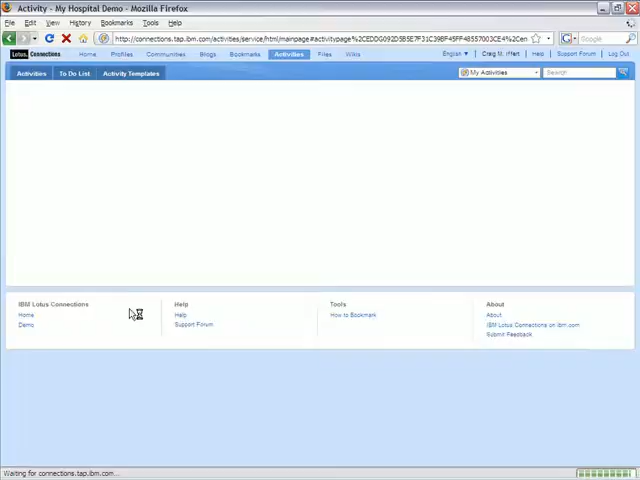 Activity - My Hospital Demo - Mozilla Firefox
File Edit View History Bookmarks Tools Help
Lotus. Connections Home Profiles Communities Blogs Bookmarks Activities Files Wikis English Craig M. Help Support Forum Log Out
Activities To Do List Activity Templates My Activities Search
IBM Lotus Connections Help Tools About
Home Help How to Bookmark About
Demo Support Forum IBM Lotus Connections on ibm.com
Submit Feedback
Waiting for connections.tap.ibm.com...